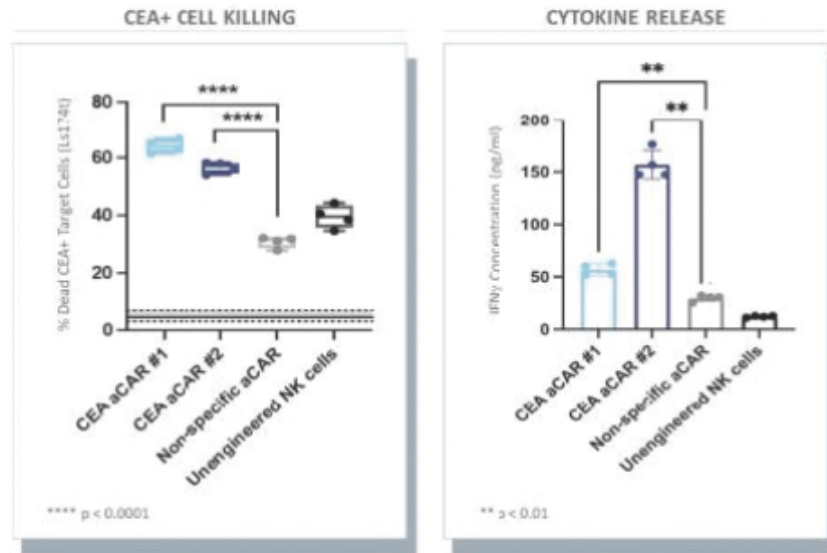 CEA+ CELL KILLING
% Dead CEA+ Target Cells (Ls174t)
80
60
40
20
0
****
****
CEA aCAR #1
CEA aCAR #2
Non-specific aCAR
Unengineered NK cells
**** p < 0.0001
CYTOKINE RELEASE
IFNγ Concentration (pg/ml)
200
150
100
50
0
**
**
CEA aCAR #1
CEA aCAR #2
Non-specific aCAR
Unengineered NK cells
** p < 0.01